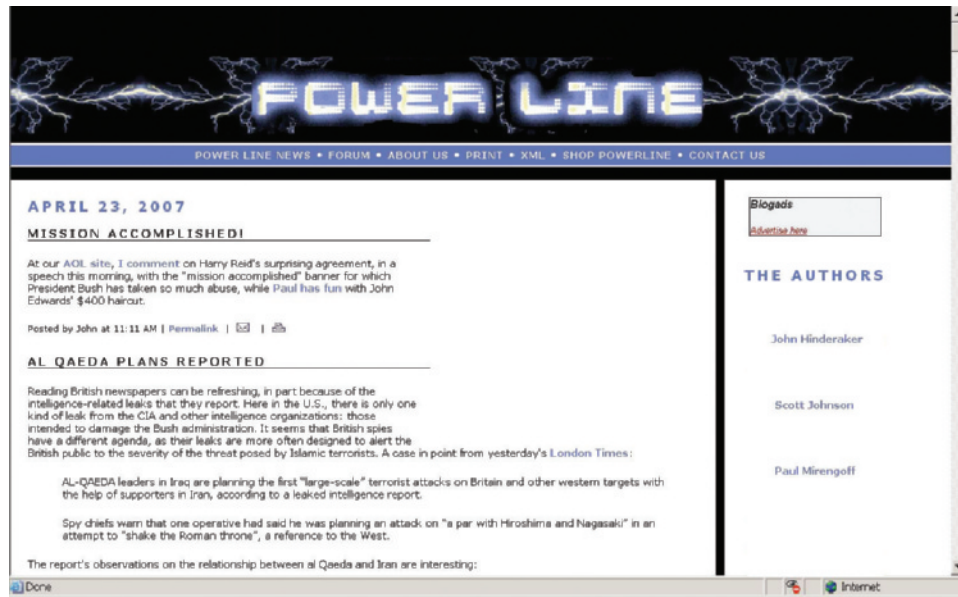 POWER LINE
POWER LINE NEWS • FORUM • ABOUT US • PRINT • XML • SHOP POWERLINE • CONTACT US
APRIL 23, 2007
MISSION ACCOMPLISHED!
At our AOL site, I comment on Harry Reid's surprising agreement, in a
speech this morning, with the "mission accomplished" banner for which
President Bush has taken so much abuse, while Paul has fun with John
Edwards' $400 haircut.
Posted by John at 11:11 AM | Permalink | |
AL QAEDA PLANS REPORTED
Reading British newspapers can be refreshing, in part because of the
intelligence-related leaks that they report. Here in the U.S., there is only one
kind of leak from the CIA and other intelligence organizations: those
intended to damage the Bush administration. It seems that British spies
have a different agenda, as their leaks are more often designed to alert the
British public to the severity of the threat posed by Islamic terrorists. A case in point from yesterday's London Times:
AL-QAEDA leaders in Iraq are planning the first "large-scale" terrorist attacks on Britain and other western targets with
the help of supporters in Iran, according to a leaked intelligence report.
Spy chiefs warn that one operative had said he was planning an attack on "a par with Hiroshima and Nagasaki" in an
attempt to "shake the Roman throne", a reference to the West.
The report's observations on the relationship between al Qaeda and Iran are interesting:
Blogads
Advertise here
THE AUTHORS
John Hinderaker
Scott Johnson
Paul Mirengoff
Done
Internet